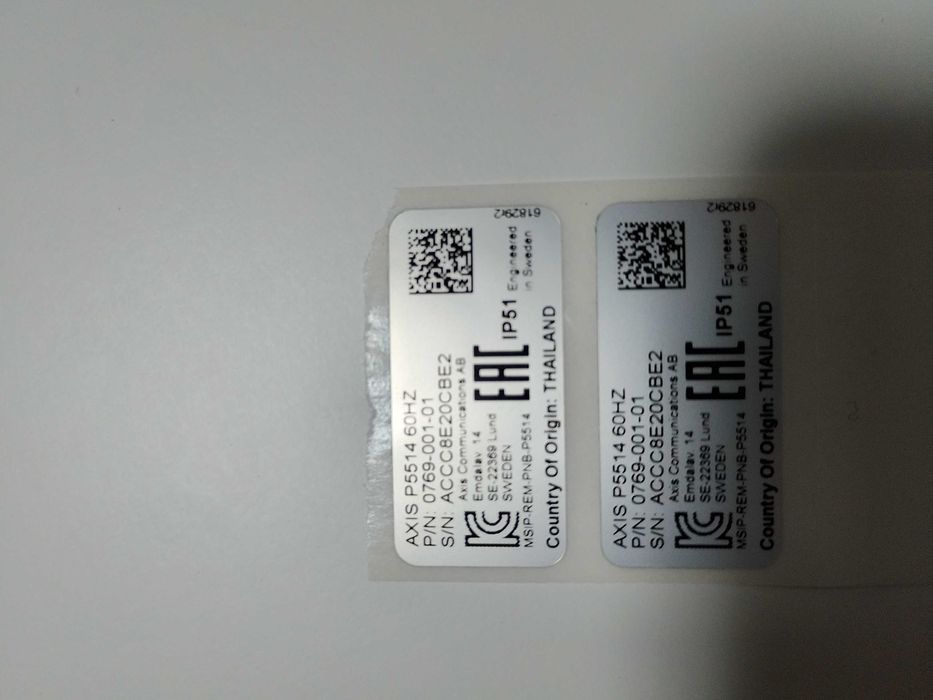 AXIS P5514 60HZ
P/N: 0769-001-01
S/N: ACCC8E20CBE2
Axis Communications AB
Emdalav. 14
SE-22369 Lund
SWEDEN
MSIP-REM-PNB-P5514
EAC
IP51
Engineered
in Sweden
Country Of Origin: THAILAND
61829r2
AXIS P5514 60HZ
P/N: 0769-001-01
S/N: ACCC8E20CBE2
Axis Communications AB
Emdalav. 14
SE-22369 Lund
SWEDEN
MSIP-REM-PNB-P5514
EAC
IP51
Engineered
in Sweden
Country Of Origin: THAILAND
61829r2